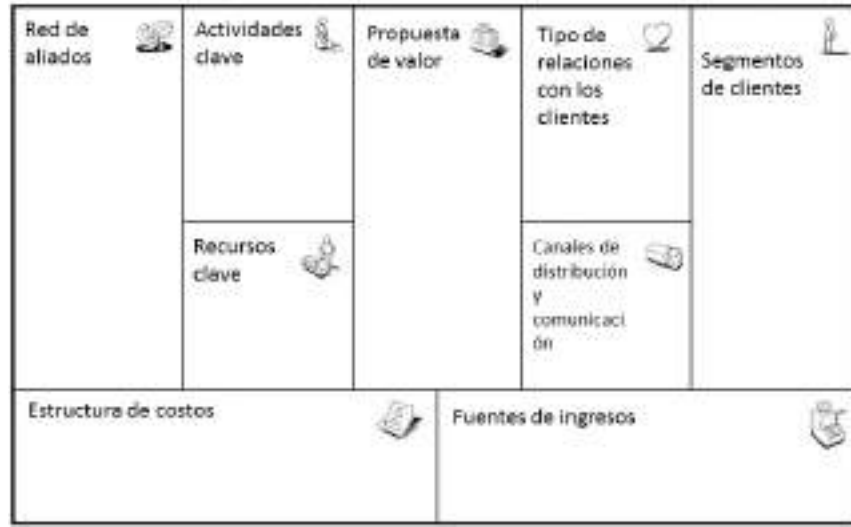 Red de
aliados
Actividades
clave
Propuesta
de valor
Tipo de
relaciones
con los
clientes
Segmentos
de clientes
Recursos
clave
Canales de
distribución
y
comunicaci
ón
Estructura de costos
Fuentes de ingresos